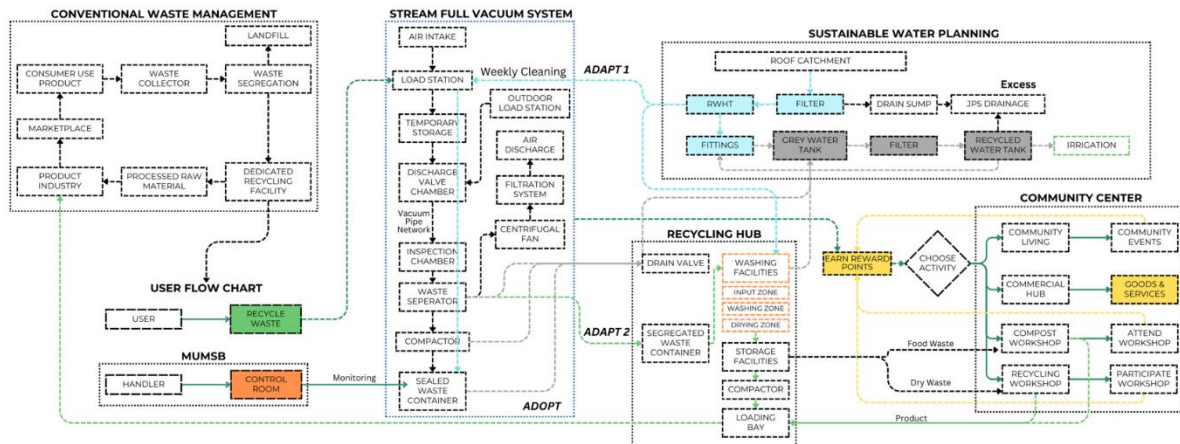 CONVENTIONAL WASTE MANAGEMENT
LANDFILL
CONSUMER USE
PRODUCT
WASTE
COLLECTOR
WASTE
SEGREGATION
MARKETPLACE
PRODUCT
INDUSTRY
PROCESSED RAW
MATERIAL
DEDICATED
RECYCLING
FACILITY
USER FLOW CHART
USER
RECYCLE
WASTE
MUMSB
HANDLER
CONTROL
ROOM
Monitoring
STREAM FULL VACUUM SYSTEM
AIR INTAKE
LOAD STATION
Weekly Cleaning
OUTDOOR
LOAD STATION
TEMPORARY
STORAGE
AIR
DISCHARGE
DISCHARGE
VALVE
CHAMBER
FILTRATION
SYSTEM
Vacuum
Pipe
Network
CENTRIFUGAL
FAN
INSPECTION
CHAMBER
WASTE
SEPERATOR
COMPACTOR
SEALED
WASTE
CONTAINER
ADAPT 1
ADAPT 2
ADOPT
SUSTAINABLE WATER PLANNING
ROOF CATCHMENT
Excess
RWHT
FILTER
DRAIN SUMP
JPS DRAINAGE
FITTINGS
GREY WATER
TANK
FILTER
RECYCLED
WATER TANK
IRRIGATION
RECYCLING HUB
DRAIN VALVE
WASHING
FACILITIES
INPUT ZONE
WASHING ZONE
DRYING ZONE
SEGREGATED
WASTE
CONTAINER
STORAGE
FACILITIES
COMPACTOR
LOADING
BAY
Food Waste
Dry Waste
Product
EARN REWARD
POINTS
CHOOSE
ACTIVITY
COMMUNITY CENTER
COMMUNITY
LIVING
COMMUNITY
EVENTS
COMMERCIAL
HUB
GOODS &
SERVICES
COMPOST
WORKSHOP
ATTEND
WORKSHOP
RECYCLING
WORKSHOP
PARTICIPATE
WORKSHOP